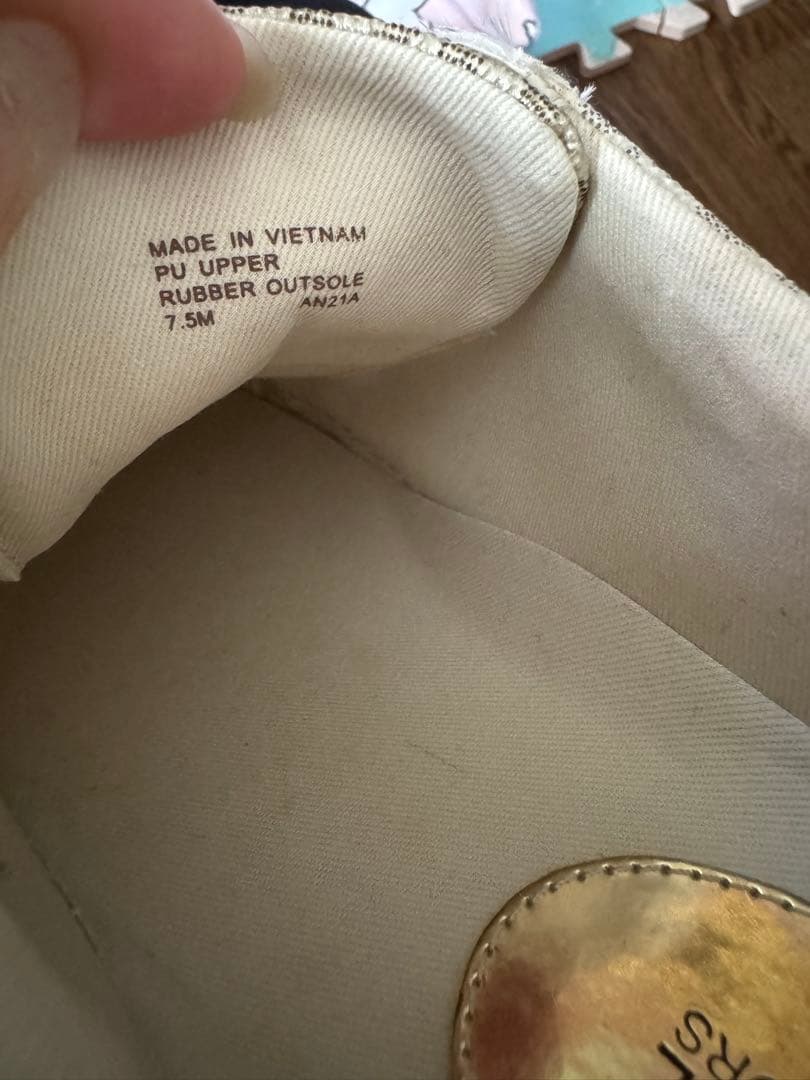 MADE IN VIETNAM
PU UPPER
RUBBER OUTSOLE
7.5M AN21A